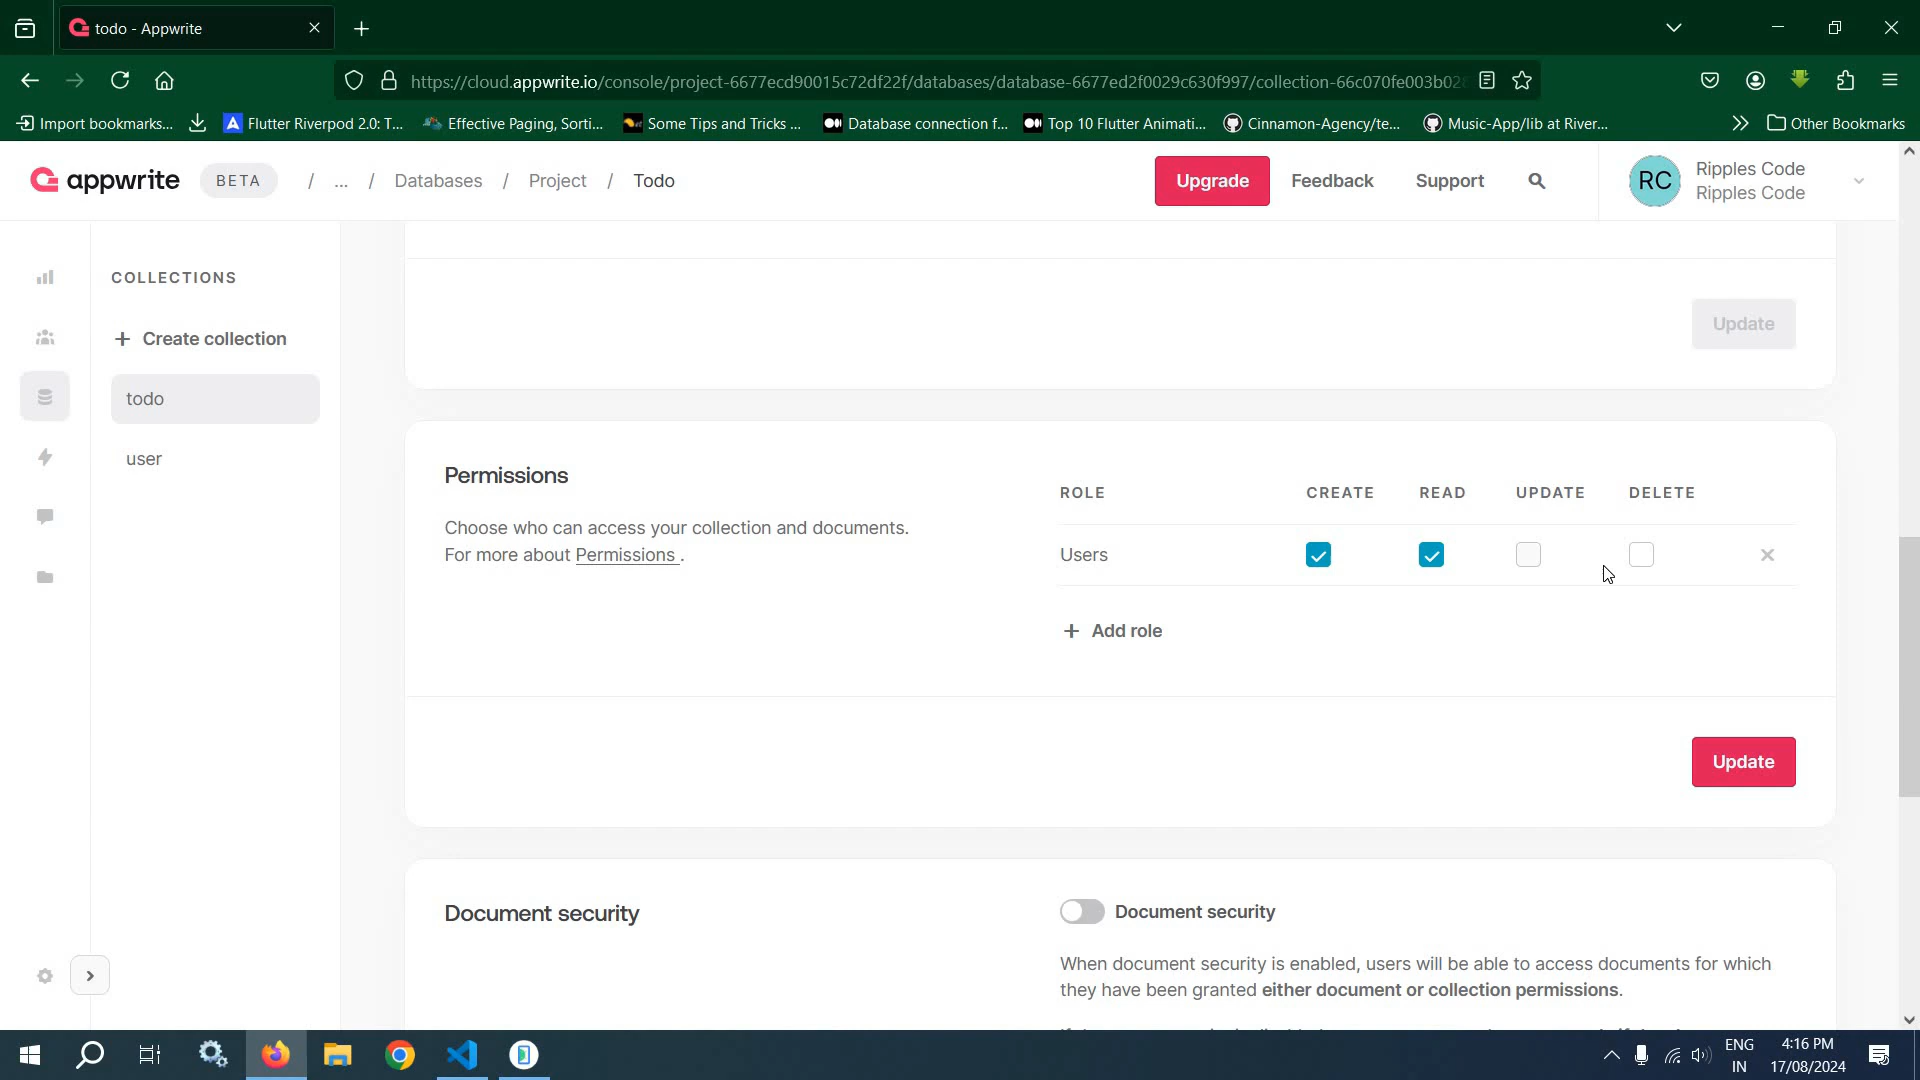 todo - Appwrite
https://cloud.appwrite.io/console/project-6677ecd90015c72df22f/databases/database-6677ed2f0029c630f997/collection-66c070fe003b028
Import bookmarks...
Flutter Riverpod 2.0: T...
Effective Paging, Sorti...
Some Tips and Tricks ...
Database connection f...
Top 10 Flutter Animati...
Cinnamon-Agency/te...
Music-App/lib at River...
Other Bookmarks
appwrite
BETA
/ ... / Databases / Project / Todo
Upgrade
Feedback
Support
RC
Ripples Code
Ripples Code
COLLECTIONS
+ Create collection
todo
user
Update
Permissions
Choose who can access your collection and documents.
For more about Permissions .
ROLE CREATE READ UPDATE DELETE
Users
+ Add role
Update
Document security
Document security
When document security is enabled, users will be able to access documents for which
they have been granted either document or collection permissions.
ENG
IN
4:16 PM
17/08/2024